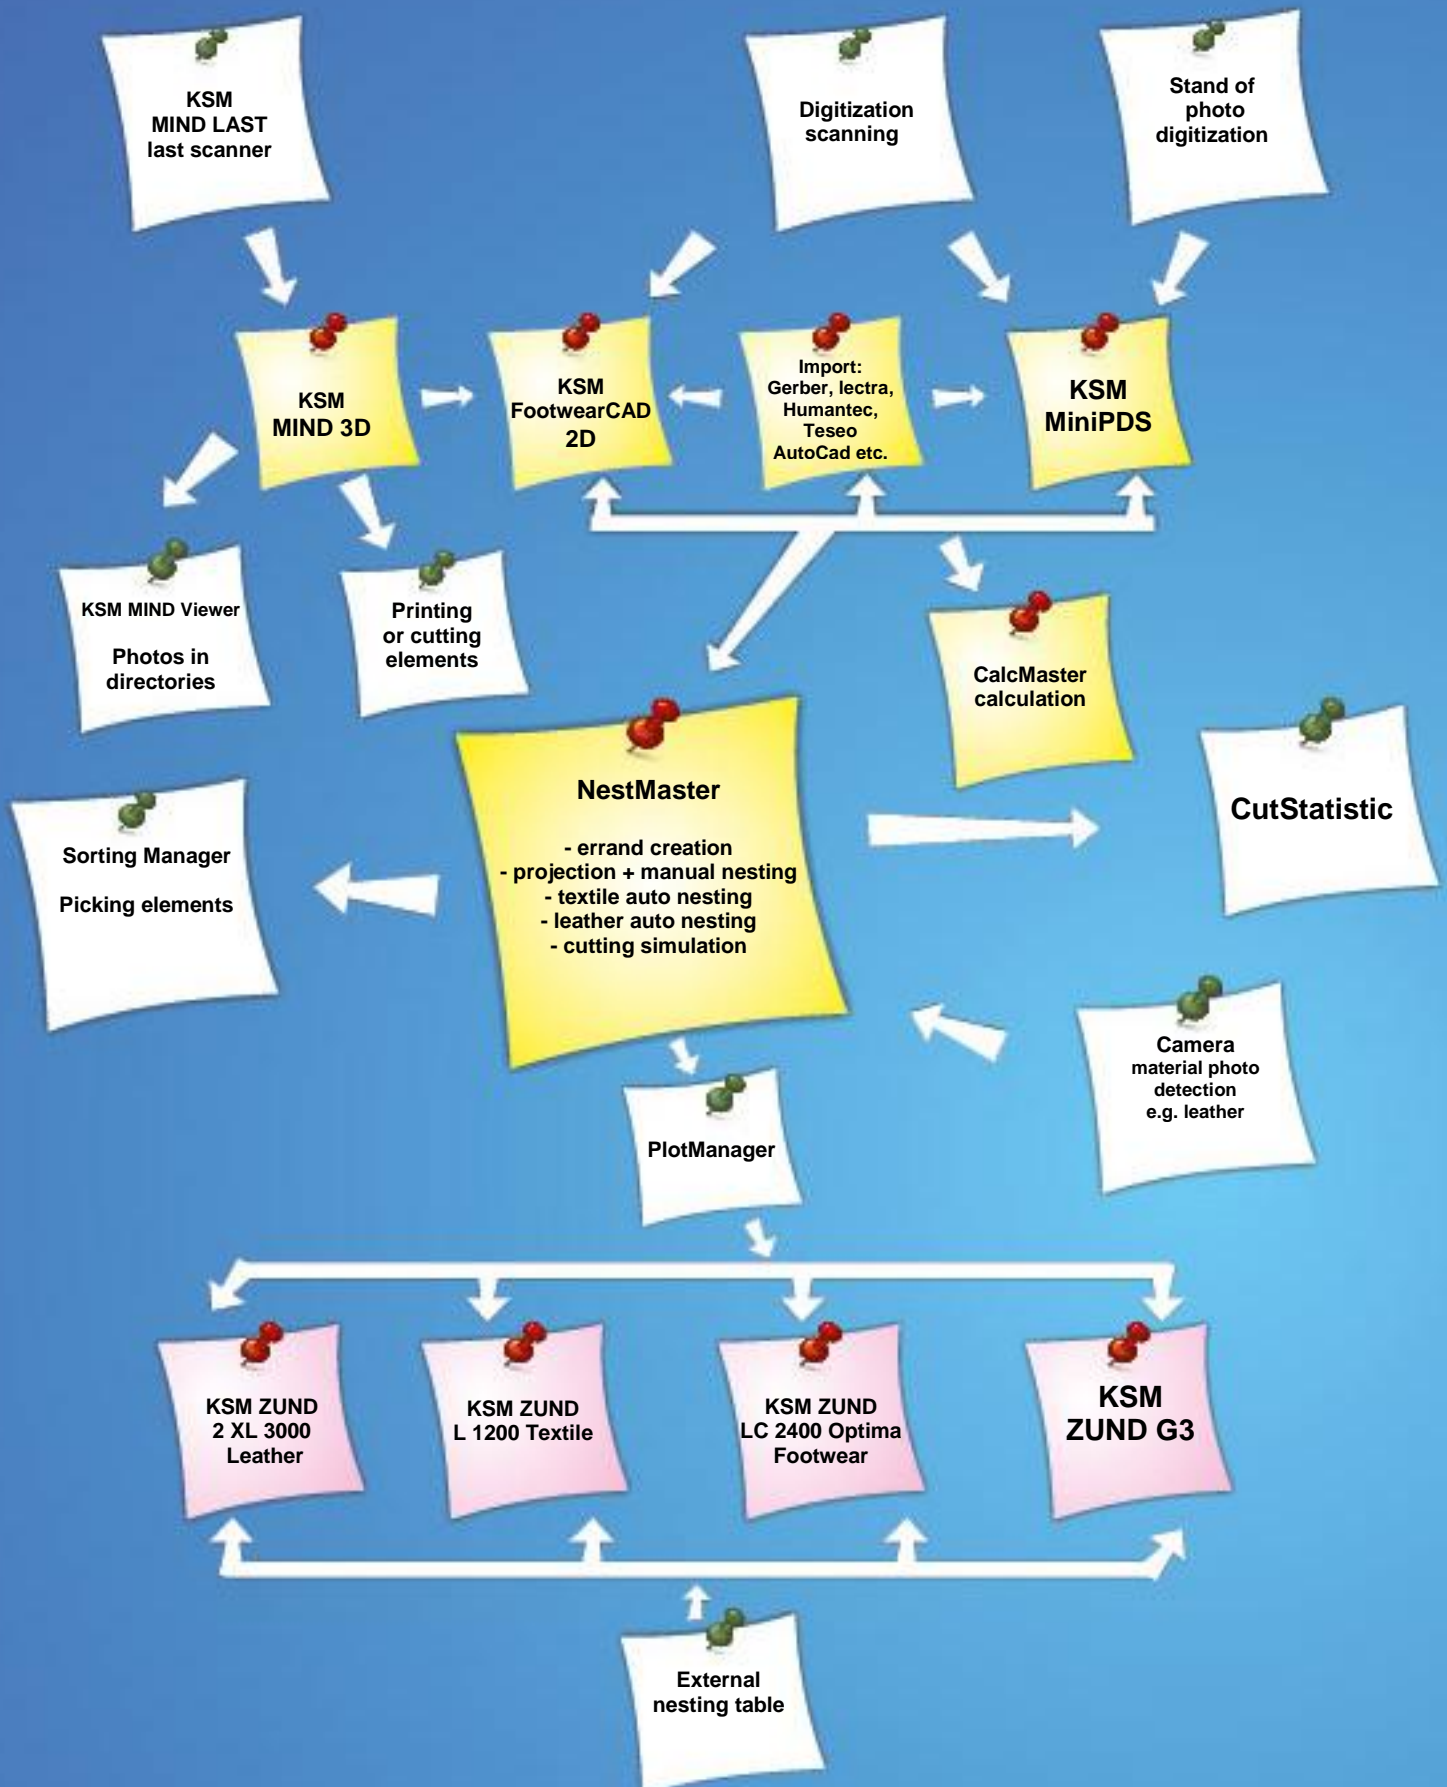 KSM
MIND LAST
last scanner
Digitization
scanning
Stand of
photo
digitization
KSM
MIND 3D
KSM
FootwearCAD
2D
Import:
Gerber, lectra,
Humantec,
Teseo
AutoCad etc.
KSM
MiniPDS
KSM MIND Viewer
Photos in
directories
Printing
or cutting
elements
CalcMaster
calculation
NestMaster
- errand creation
- projection + manual nesting
- textile auto nesting
- leather auto nesting
- cutting simulation
CutStatistic
Sorting Manager
Picking elements
Camera
material photo
detection
e.g. leather
PlotManager
KSM ZUND
2 XL 3000
Leather
KSM ZUND
L 1200 Textile
KSM ZUND
LC 2400 Optima
Footwear
KSM
ZUND G3
External
nesting table